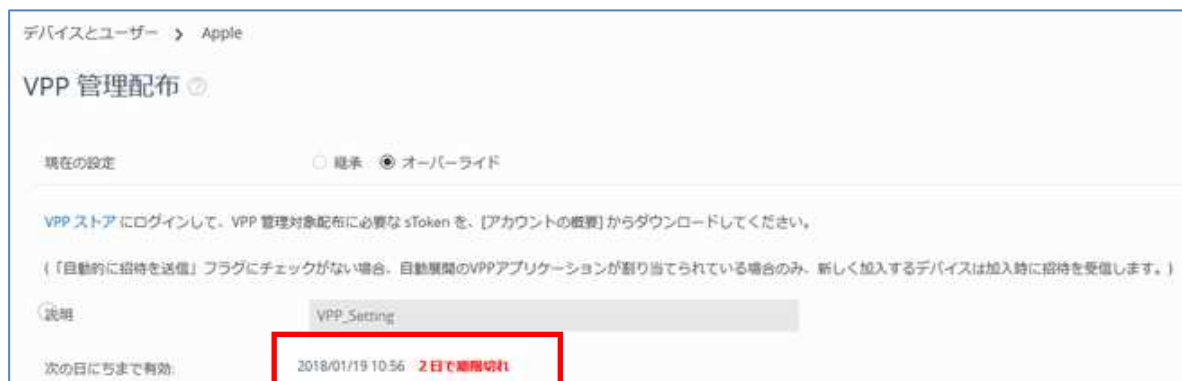 デバイスとユーザー > Apple
VPP 管理配布 ?
現在の設定 継承 オーバーライド
VPP ストア にログインして、VPP 管理対象配布に必要な sToken を、[アカウントの概要] からダウンロードしてください。
(「自動的に招待を送信」フラグにチェックがない場合、自動展開のVPPアプリケーションが割り当てられている場合のみ、新しく加入するデバイスは加入時に招待を受信します。)
説明 VPP_Setting
次の日にちまで有効: 2018/01/19 10:56 2 日で期限切れ